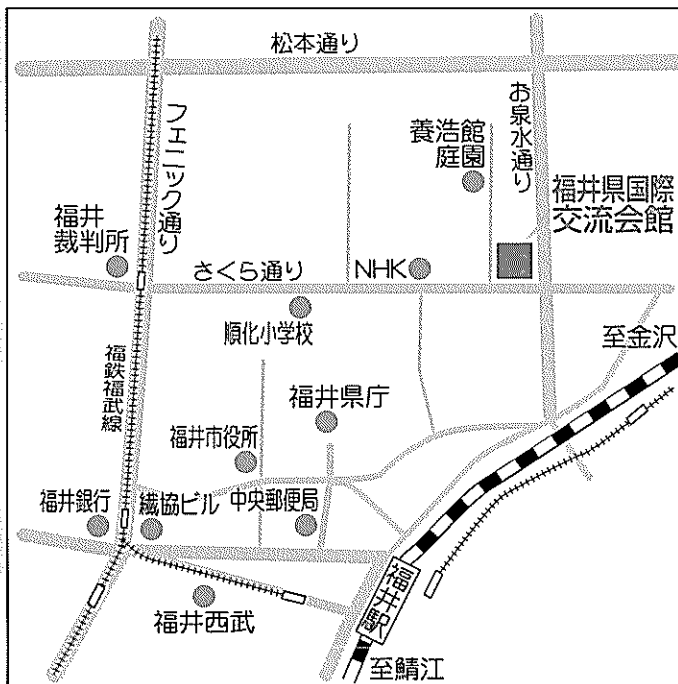 松本通り
フェニック通り
お泉水通り
養浩館
庭園
福井県国際
交流会館
福井
裁判所
さくら通り
NHK
順化小学校
至金沢
福鉄福武線
福井県庁
福井市役所
福井銀行
繊協ビル
中央郵便局
福井西武
福井駅
至鯖江